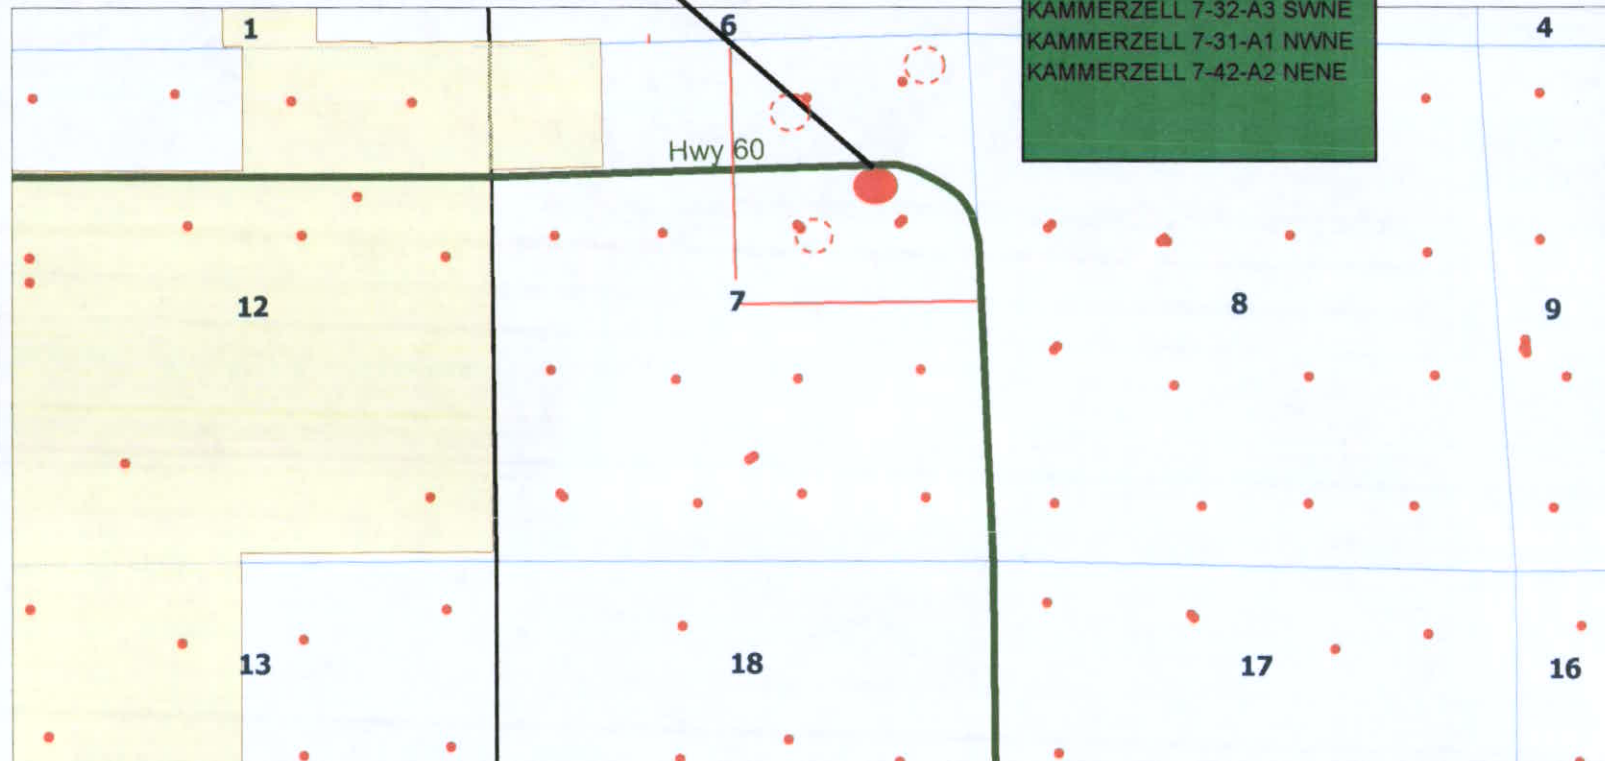 1
6
KAMMERZELL 7-32-A3 SWNE
4
KAMMERZELL 7-31-A1 NWNE
KAMMERZELL 7-42-A2 NENE
Hwy 60
12
7
8
9
13
18
17
16